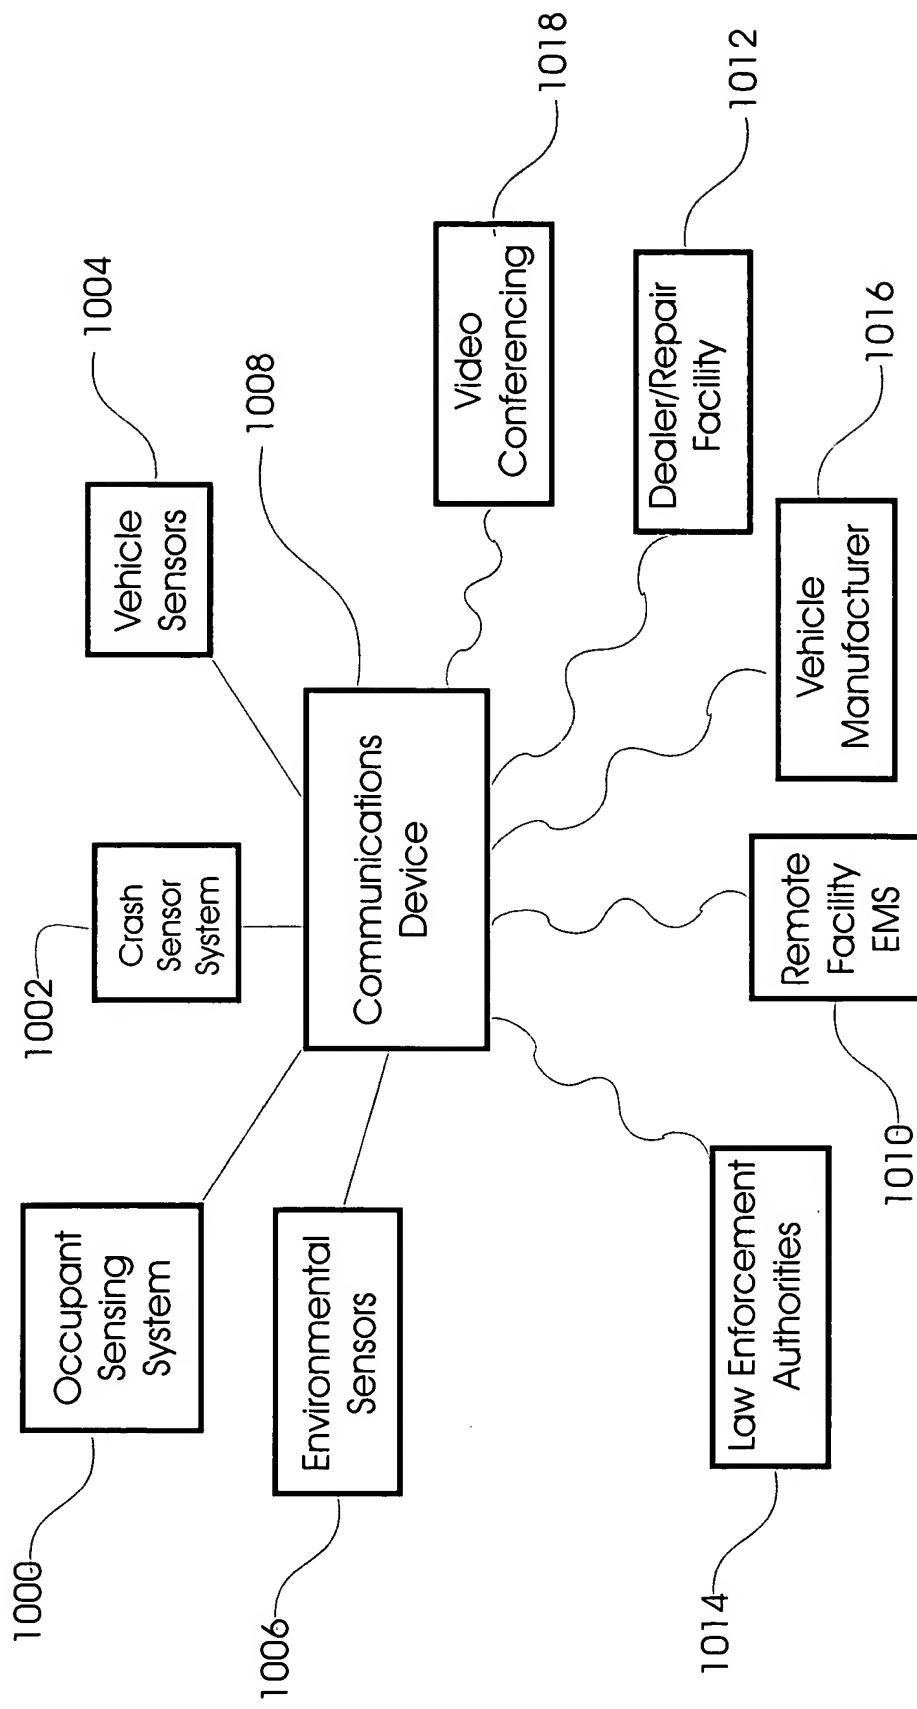 1000
Occupant
Sensing
System
1002
Crash
Sensor
System
1004
Vehicle
Sensors
1006
Environmental
Sensors
1008
Communications
Device
1018
Video
Conferencing
1012
Dealer/Repair
Facility
1016
Vehicle
Manufacturer
Remote
Facility
EMS
1010
Law Enforcement
Authorities
1014